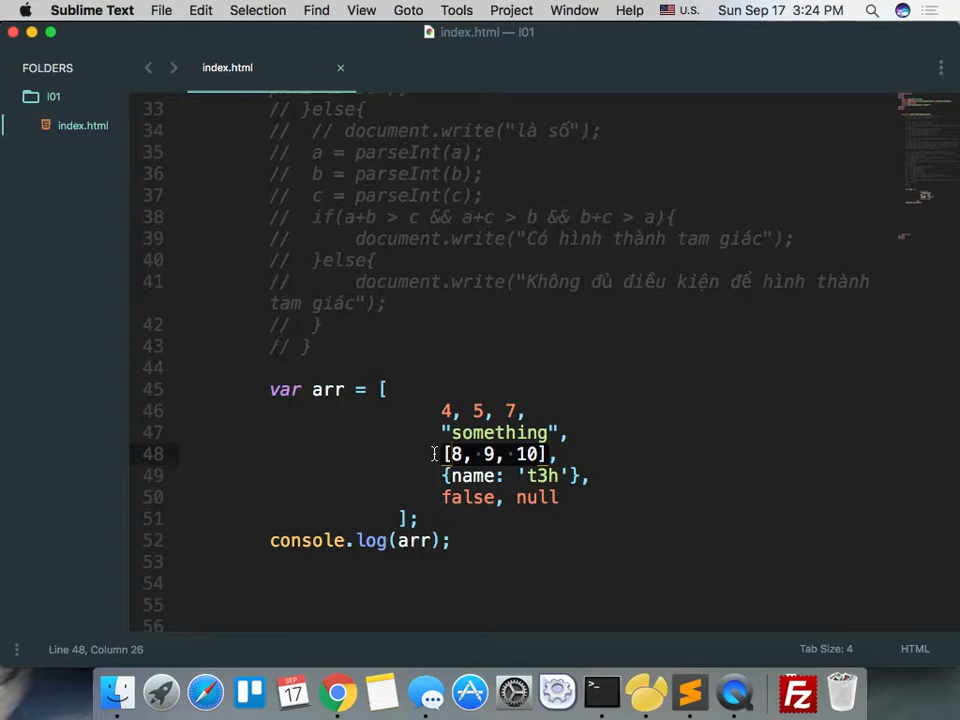 Sublime Text File Edit Selection Find View Goto Tools Project Window Help U.S. Sun Sep 17 3:24 PM
index.html — l01
FOLDERS
l01
index.html
index.html
33 // }else{
34 // // document.write("là số");
35 // a = parseInt(a);
36 // b = parseInt(b);
37 // c = parseInt(c);
38 // if(a+b > c && a+c > b && b+c > a){
39 // document.write("Có hình thành tam giác");
40 // }else{
41 // document.write("Không đủ điều kiện để hình thành
tam giác");
42 // }
43 // }
44
45 var arr = [
46 4, 5, 7,
47 "something",
48 [8, 9, 10],
49 {name: 't3h'},
50 false, null
51 ];
52 console.log(arr);
53
54
55
56
Line 48, Column 26 Tab Size: 4 HTML
SEP
17